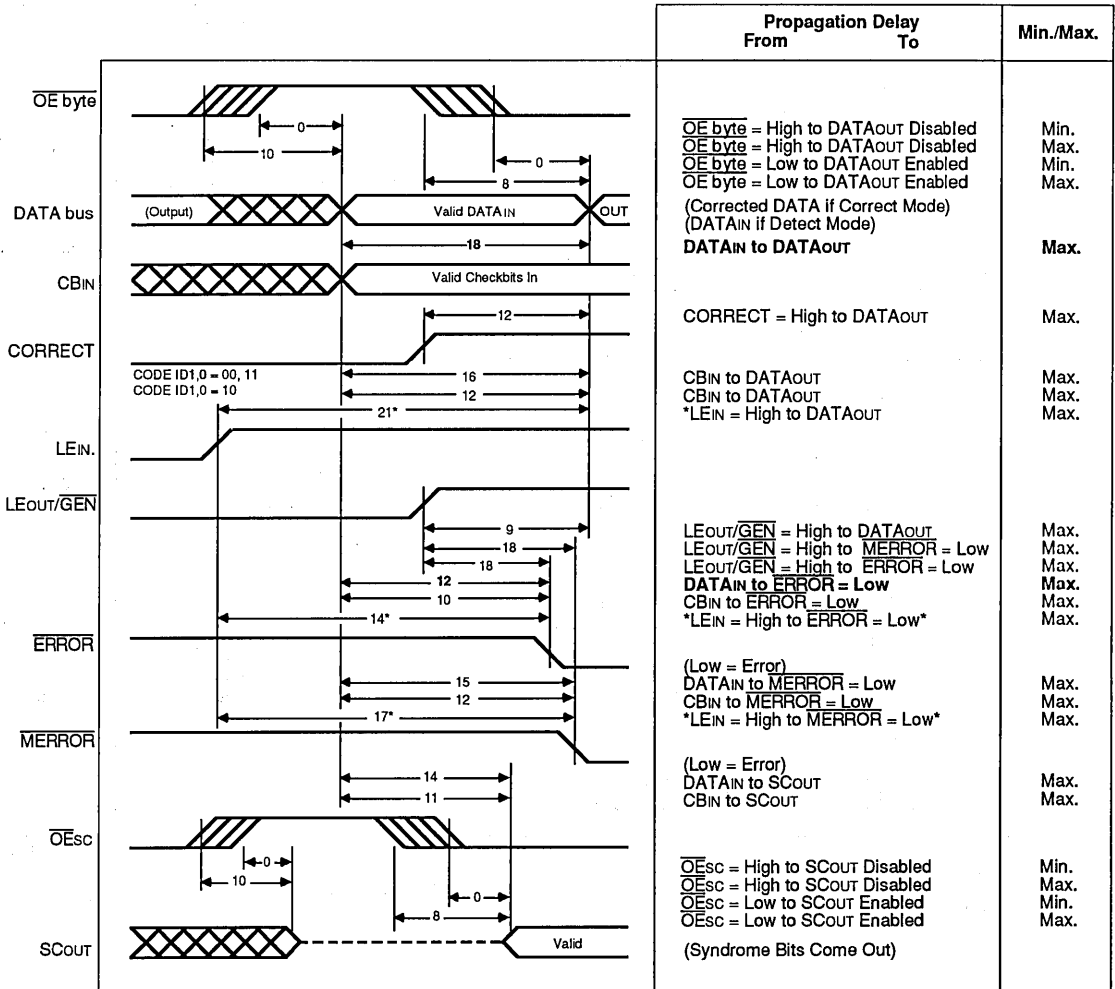 Propagation Delay
From To
Min./Max.
OE byte
0
10
0
8
OE byte = High to DATAOUT Disabled Min.
OE byte = High to DATAOUT Disabled Max.
OE byte = Low to DATAOUT Enabled Min.
OE byte = Low to DATAOUT Enabled Max.
DATA bus
(Output)
Valid DATAIN
OUT
(Corrected DATA if Correct Mode)
(DATAIN if Detect Mode)
18
DATAIN to DATAOUT Max.
CBIN
Valid Checkbits In
12
CORRECT = High to DATAOUT Max.
CORRECT
CODE ID1,0 = 00, 11
16
CBIN to DATAOUT Max.
CODE ID1,0 = 10
12
CBIN to DATAOUT Max.
21*
*LEIN = High to DATAOUT Max.
LEIN.
LEOUT/GEN
9
LEOUT/GEN = High to DATAOUT Max.
18
LEOUT/GEN = High to MERROR = Low Max.
18
LEOUT/GEN = High to ERROR = Low Max.
12
DATAIN to ERROR = Low Max.
10
CBIN to ERROR = Low Max.
14*
*LEIN = High to ERROR = Low* Max.
ERROR
(Low = Error)
15
DATAIN to MERROR = Low Max.
12
CBIN to MERROR = Low Max.
17*
*LEIN = High to MERROR = Low* Max.
MERROR
(Low = Error)
14
DATAIN to SCOUT Max.
11
CBIN to SCOUT Max.
OESC
0
10
0
8
OESC = High to SCOUT Disabled Min.
OESC = High to SCOUT Disabled Max.
OESC = Low to SCOUT Enabled Min.
OESC = Low to SCOUT Enabled Max.
SCOUT
Valid
(Syndrome Bits Come Out)